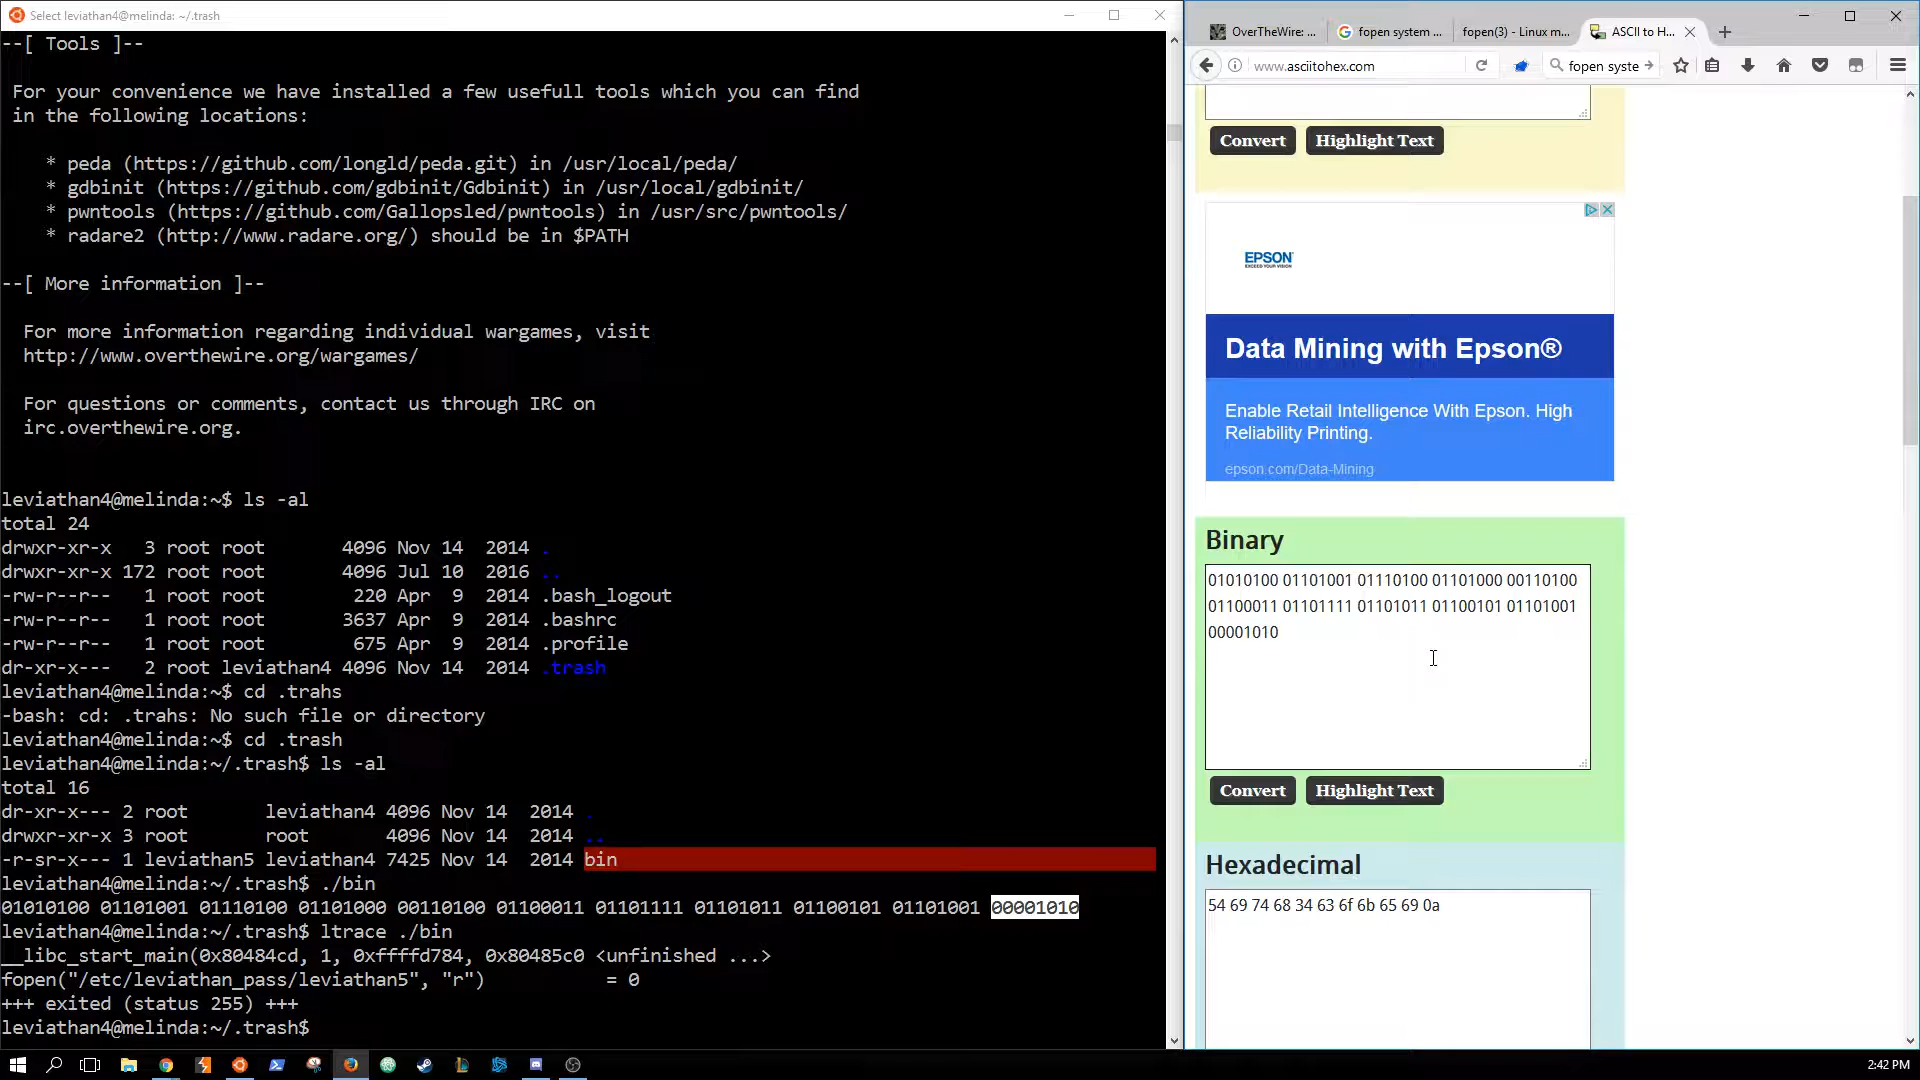 Select leviathan4@melinda: ~/.trash
--[ Tools ]--
For your convenience we have installed a few usefull tools which you can find
in the following locations:
* peda (https://github.com/longld/peda.git) in /usr/local/peda/
* gdbinit (https://github.com/gdbinit/Gdbinit) in /usr/local/gdbinit/
* pwntools (https://github.com/Gallopsled/pwntools) in /usr/src/pwntools/
* radare2 (http://www.radare.org/) should be in $PATH
--[ More information ]--
For more information regarding individual wargames, visit
http://www.overthewire.org/wargames/
For questions or comments, contact us through IRC on
irc.overthewire.org.
leviathan4@melinda:~$ ls -al
total 24
drwxr-xr-x   3 root root       4096 Nov 14  2014 .
drwxr-xr-x 172 root root       4096 Jul 10  2016 ..
-rw-r--r--   1 root root        220 Apr  9  2014 .bash_logout
-rw-r--r--   1 root root       3637 Apr  9  2014 .bashrc
-rw-r--r--   1 root root        675 Apr  9  2014 .profile
dr-xr-x---   2 root leviathan4 4096 Nov 14  2014 .trash
leviathan4@melinda:~$ cd .trahs
-bash: cd: .trahs: No such file or directory
leviathan4@melinda:~$ cd .trash
leviathan4@melinda:~/.trash$ ls -al
total 16
dr-xr-x--- 2 root       leviathan4 4096 Nov 14  2014 .
drwxr-xr-x 3 root       root       4096 Nov 14  2014 ..
-r-sr-x--- 1 leviathan5 leviathan4 7425 Nov 14  2014 bin
leviathan4@melinda:~/.trash$ ./bin
01010100 01101001 01110100 01101000 00110100 01100011 01101111 01101011 01100101 01101001 00001010
leviathan4@melinda:~/.trash$ ltrace ./bin
__libc_start_main(0x80484cd, 1, 0xffffd784, 0x80485c0 <unfinished ...>
fopen("/etc/leviathan_pass/leviathan5", "r")           = 0
+++ exited (status 255) +++
leviathan4@melinda:~/.trash$
OverTheWire: ...
fopen system ...
fopen(3) - Linux m...
ASCII to H...
www.asciitohex.com
fopen syste
Convert
Highlight Text
EPSON
EXCEED YOUR VISION
Data Mining with Epson®
Enable Retail Intelligence With Epson. High
Reliability Printing.
epson.com/Data-Mining
Binary
01010100 01101001 01110100 01101000 00110100
01100011 01101111 01101011 01100101 01101001
00001010
Convert
Highlight Text
Hexadecimal
54 69 74 68 34 63 6f 6b 65 69 0a
2:42 PM